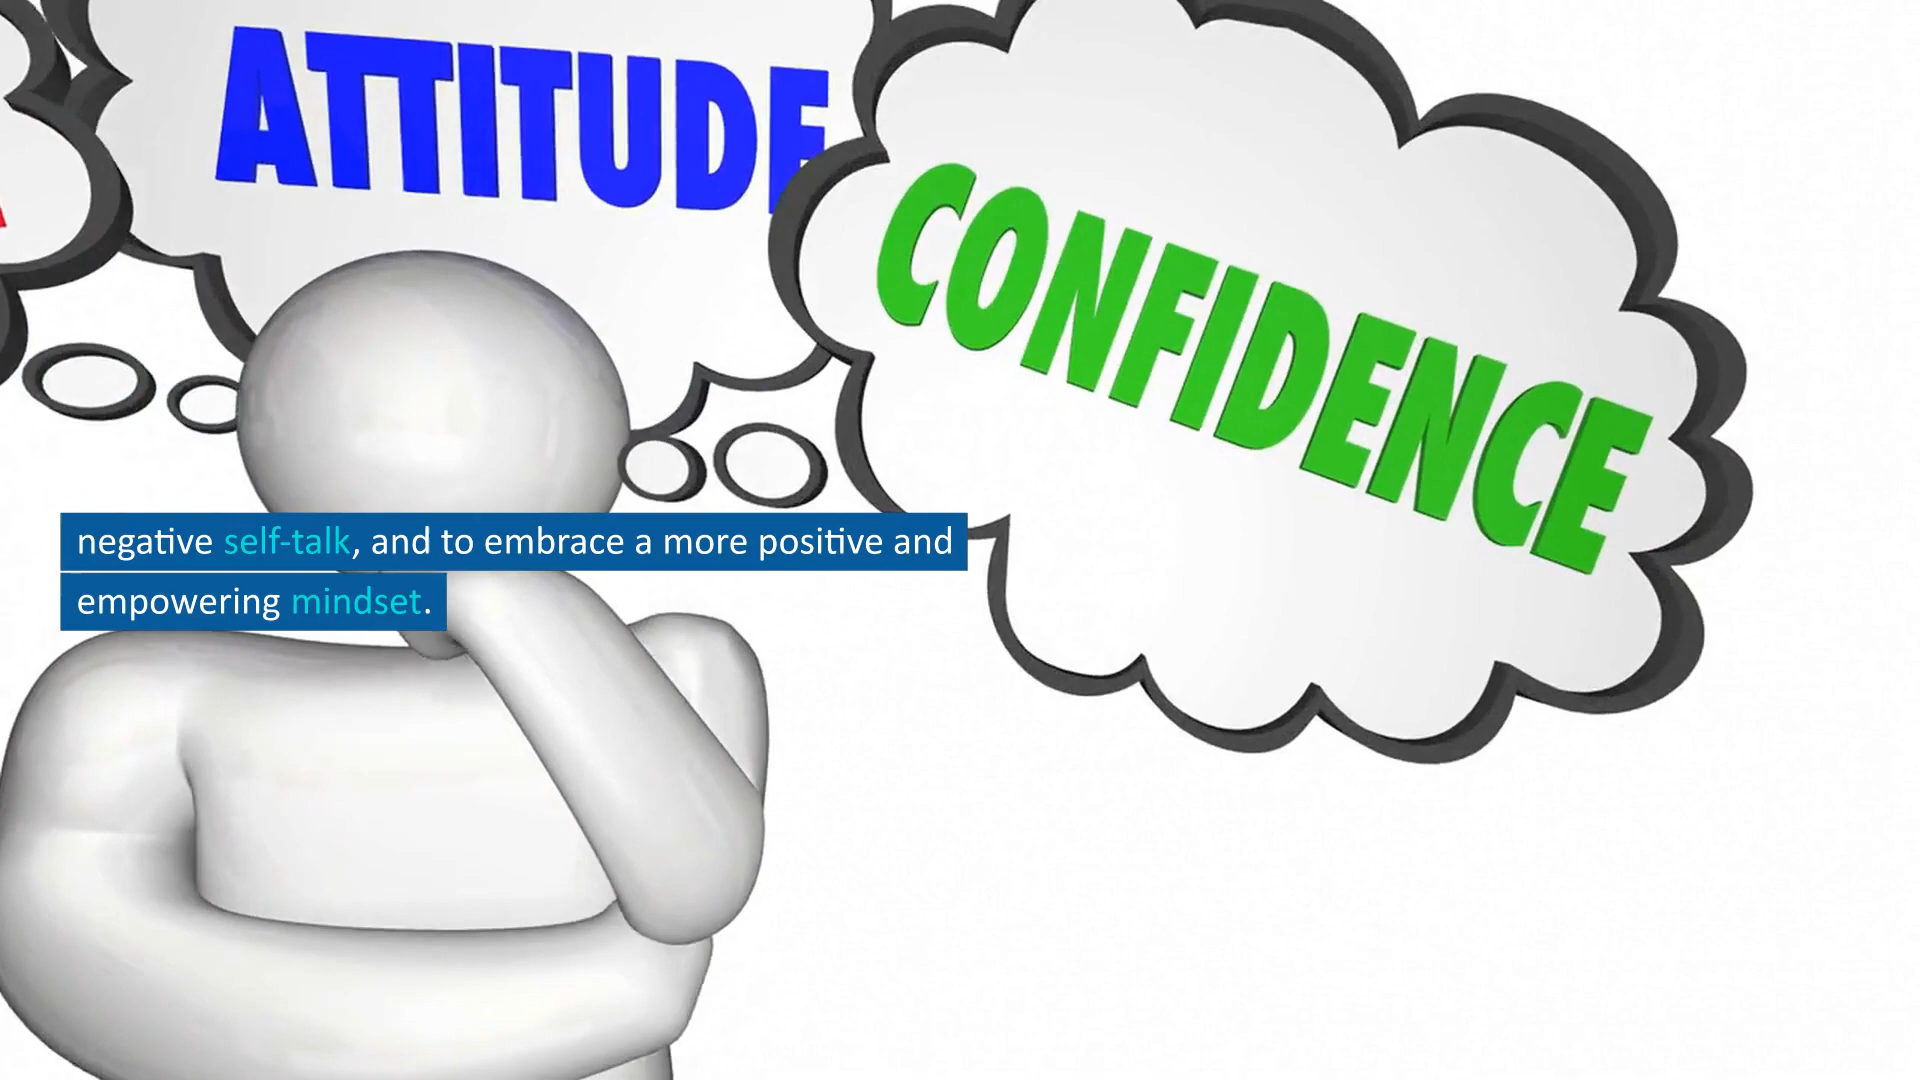 ATTITUDE
CONFIDENCE
negative self-talk, and to embrace a more positive and
empowering mindset.